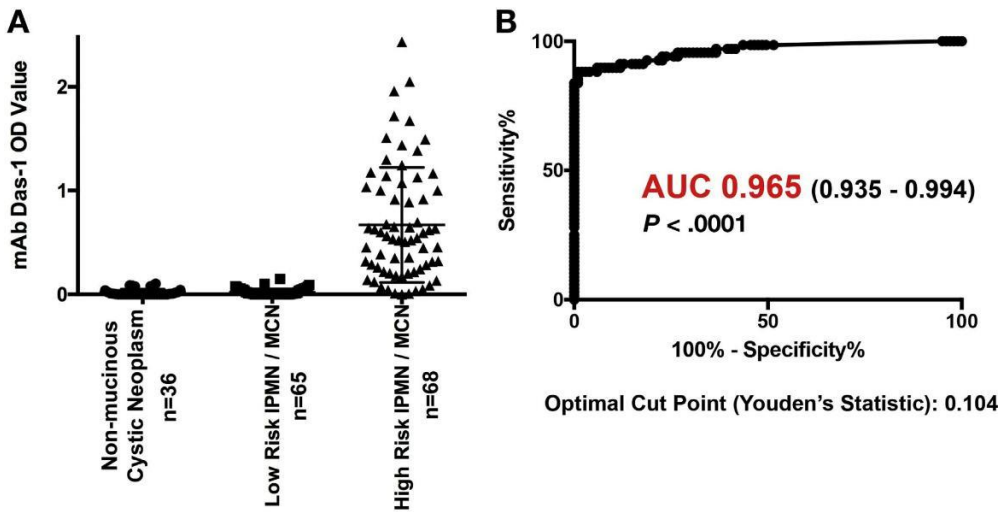 A
mAb Das-1 OD Value
2
1
0
Non-mucinous
Cystic Neoplasm
n=36
Low Risk IPMN / MCN
n=65
High Risk IPMN / MCN
n=68
B
Sensitivity%
100
50
0
AUC 0.965 (0.935 - 0.994)
P < .0001
0
50
100
100% - Specificity%
Optimal Cut Point (Youden's Statistic): 0.104